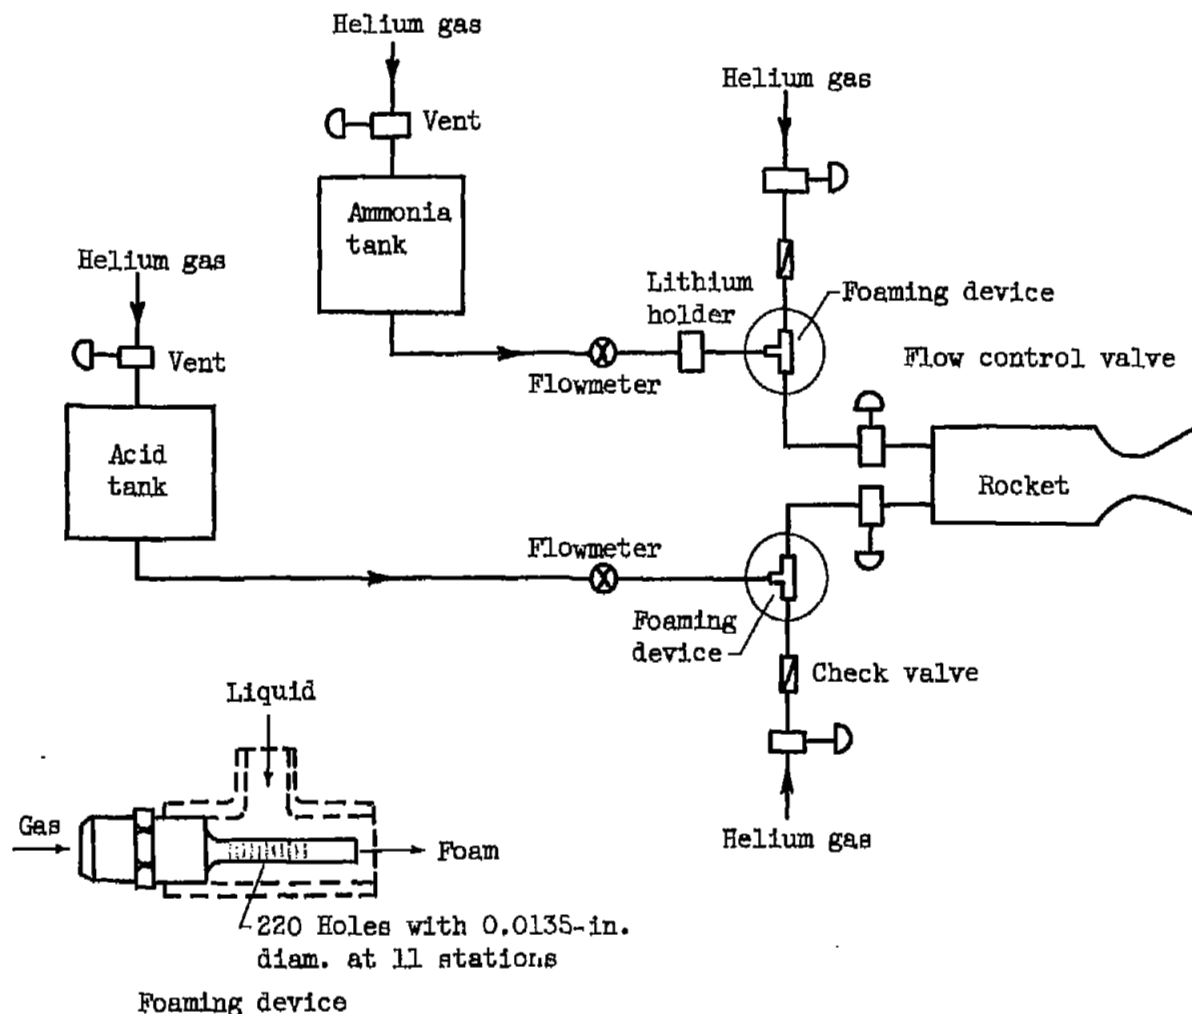 Helium gas
Vent
Ammonia
tank
Helium gas
Vent
Acid
tank
Helium gas
Lithium
holder
Foaming device
Flowmeter
Flow control valve
Rocket
Flowmeter
Foaming
device
Check valve
Helium gas
Liquid
Gas
Foam
220 Holes with 0.0135-in.
diam. at 11 stations
Foaming device